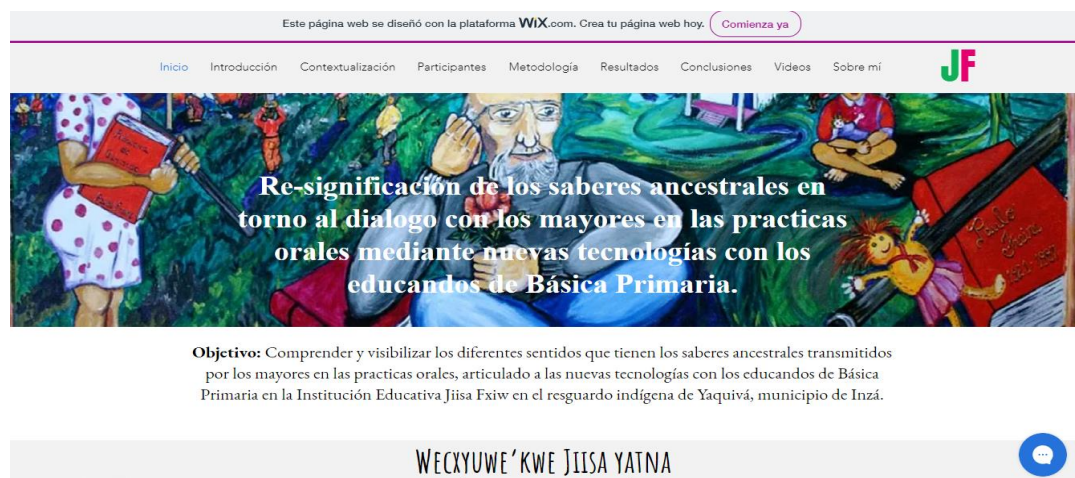 Este página web se diseñó con la plataforma WiX.com. Crea tu página web hoy. Comienza ya
Inicio Introducción Contextualización Participantes Metodología Resultados Conclusiones Videos Sobre mí JF
Re-significación de los saberes ancestrales en
torno al dialogo con los mayores en las practicas
orales mediante nuevas tecnologías con los
educandos de Básica Primaria.
Paulo
Freire
1921-1997
Objetivo: Comprender y visibilizar los diferentes sentidos que tienen los saberes ancestrales transmitidos
por los mayores en las practicas orales, articulado a las nuevas tecnologías con los educandos de Básica
Primaria en la Institución Educativa Jiisa Fxiw en el resguardo indígena de Yaquivá, municipio de Inzá.
Wecxyuwe’kwe Jiisa yatna